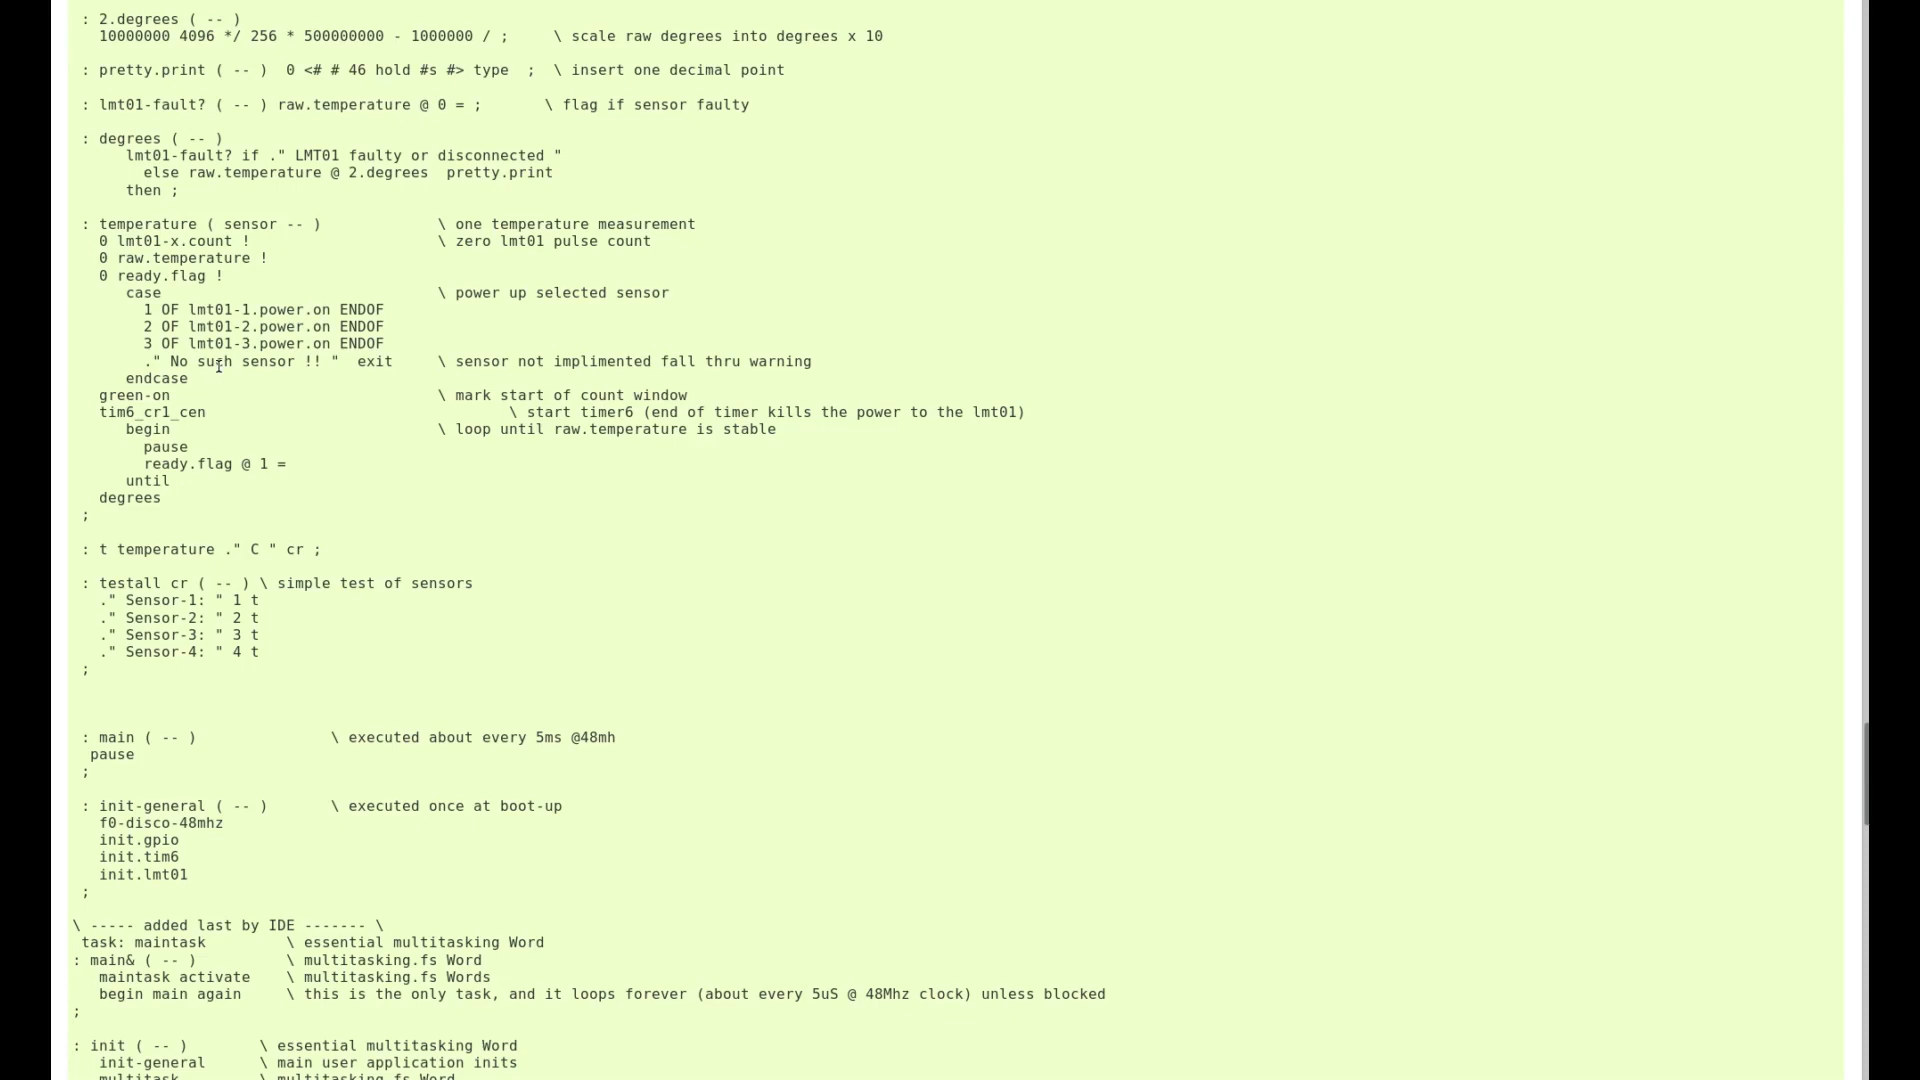 : 2.degrees ( -- )
10000000 4096 */ 256 * 500000000 - 1000000 / ;     \ scale raw degrees into degrees x 10
: pretty.print ( -- )  0 <# # 46 hold #s #> type  ;  \ insert one decimal point
: lmt01-fault? ( -- ) raw.temperature @ 0 = ;       \ flag if sensor faulty
: degrees ( -- )
lmt01-fault? if ." LMT01 faulty or disconnected "
else raw.temperature @ 2.degrees  pretty.print
then ;
: temperature ( sensor -- )             \ one temperature measurement
0 lmt01-x.count !                     \ zero lmt01 pulse count
0 raw.temperature !
0 ready.flag !
case                               \ power up selected sensor
1 OF lmt01-1.power.on ENDOF
2 OF lmt01-2.power.on ENDOF
3 OF lmt01-3.power.on ENDOF
." No such sensor !! "  exit     \ sensor not implimented fall thru warning
endcase
green-on                              \ mark start of count window
tim6_cr1_cen                                  \ start timer6 (end of timer kills the power to the lmt01)
begin                              \ loop until raw.temperature is stable
pause
ready.flag @ 1 =
until
degrees
;
: t temperature ." C " cr ;
: testall cr ( -- ) \ simple test of sensors
." Sensor-1: " 1 t
." Sensor-2: " 2 t
." Sensor-3: " 3 t
." Sensor-4: " 4 t
;
: main ( -- )               \ executed about every 5ms @48mh
pause
;
: init-general ( -- )       \ executed once at boot-up
f0-disco-48mhz
init.gpio
init.tim6
init.lmt01
;
\ ----- added last by IDE ------- \
task: maintask         \ essential multitasking Word
: main& ( -- )          \ multitasking.fs Word
maintask activate    \ multitasking.fs Words
begin main again     \ this is the only task, and it loops forever (about every 5uS @ 48Mhz clock) unless blocked
;
: init ( -- )        \ essential multitasking Word
init-general      \ main user application inits
multitask         \ multitasking.fs Word